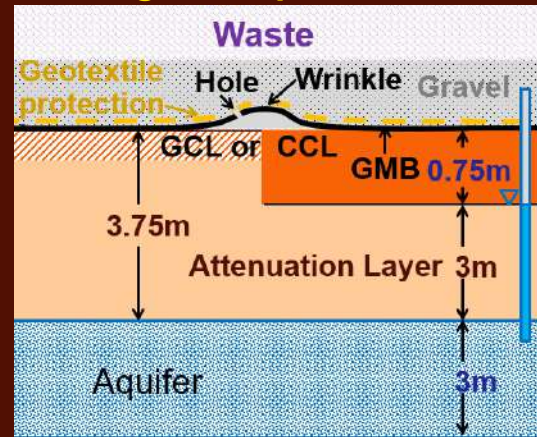 Waste
Geotextile
protection
Hole
Wrinkle
Gravel
GCL or CCL
GMB
0.75m
3.75m
Attenuation Layer
3m
Aquifer
3m